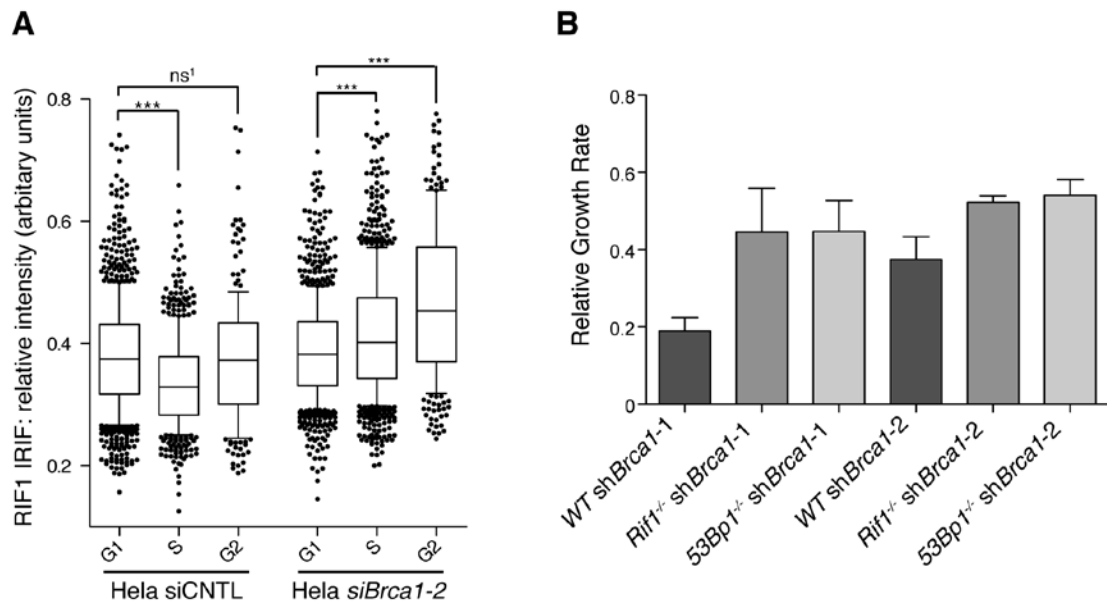 A
RIF1 IRIF: relative intensity (arbitary units)
0.8
0.6
0.4
0.2
ns¹
***
***
***
G1
S
G2
G1
S
G2
Hela siCNTL
Hela siBrca1-2
B
Relative Growth Rate
0.8
0.6
0.4
0.2
0
WT shBrca1-1
Rif1-/- shBrca1-1
53Bp1-/- shBrca1-1
WT shBrca1-2
Rif1-/- shBrca1-2
53Bp1-/- shBrca1-2